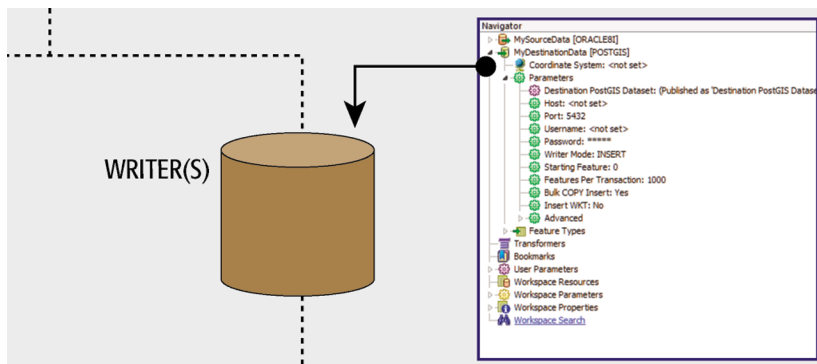 Navigator
MySourceData [ORACLE8I]
MyDestinationData [POSTGIS]
Coordinate System: <not set>
Parameters
Destination PostGIS Dataset: (Published as 'Destination PostGIS Datase
Host: <not set>
Port: 5432
Username: <not set>
Password: *****
Writer Mode: INSERT
Starting Feature: 0
Features Per Transaction: 1000
Bulk COPY Insert: Yes
Insert WKT: No
Advanced
Feature Types
Transformers
Bookmarks
User Parameters
Workspace Resources
Workspace Parameters
Workspace Properties
Workspace Search
WRITER(S)